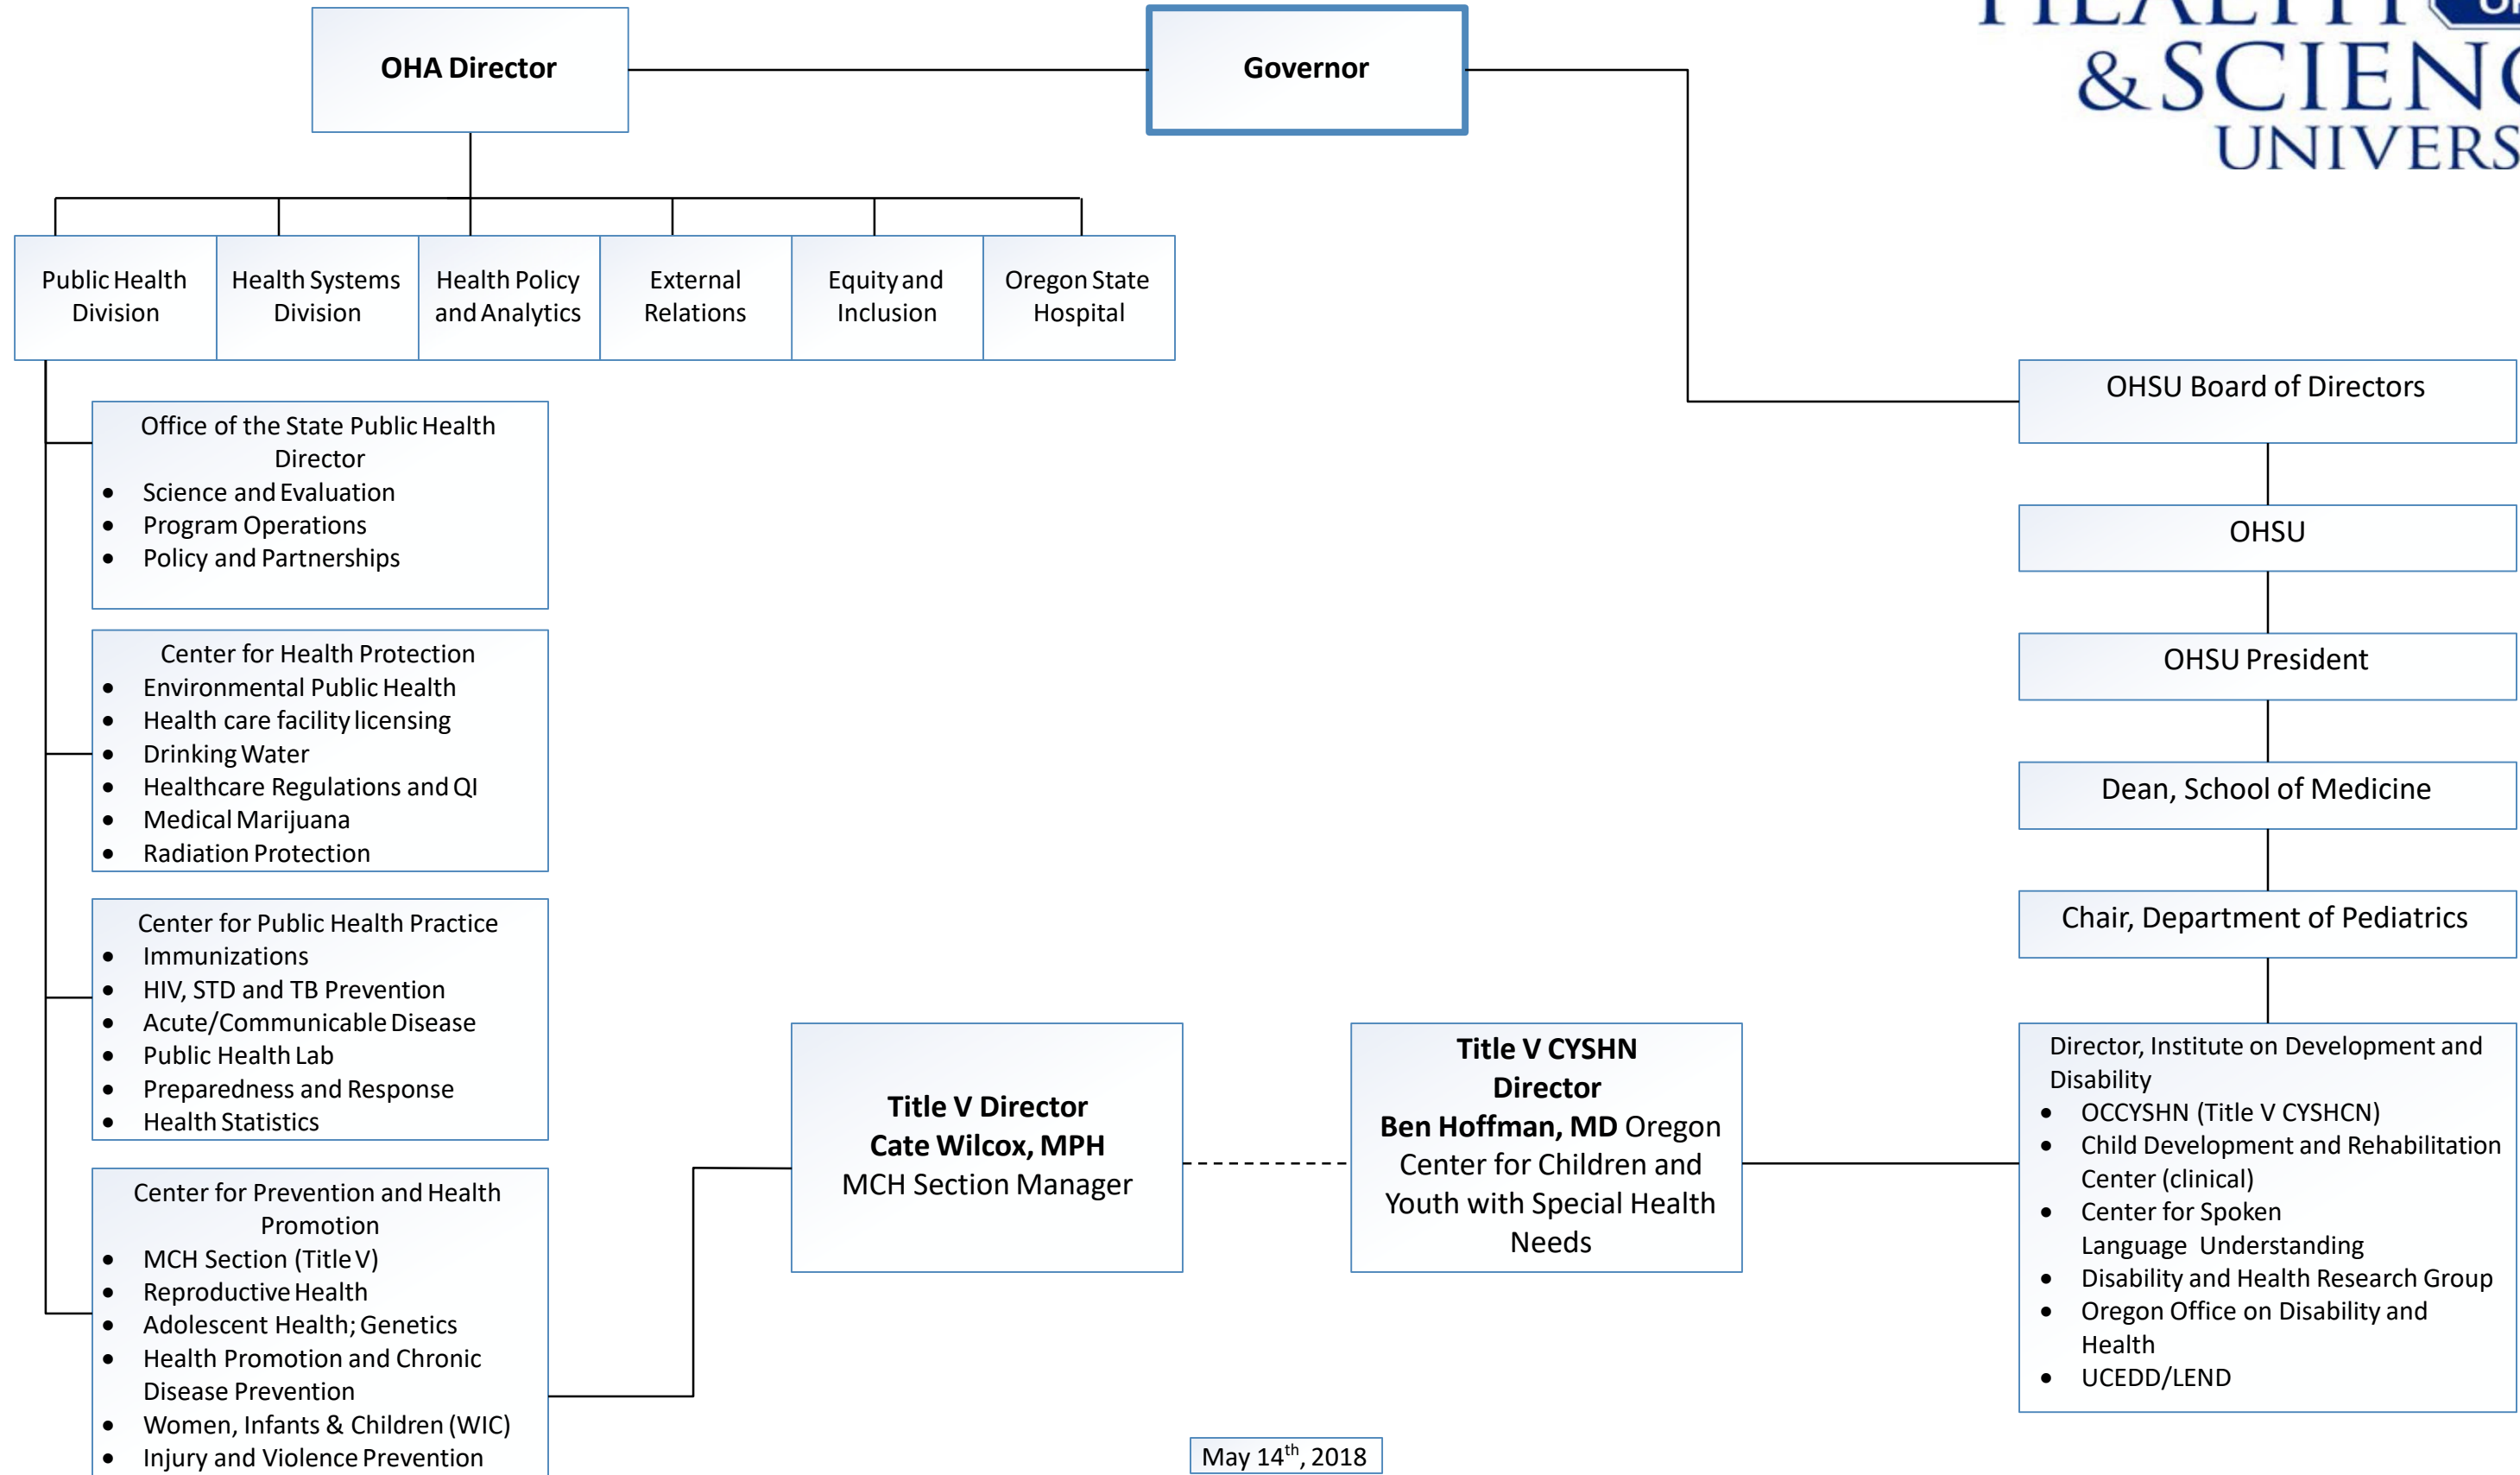 HEALTH
& SCIENC
UNIVERS
OHA Director
Governor
Public Health
Division
Health Systems
Division
Health Policy
and Analytics
External
Relations
Equity and
Inclusion
Oregon State
Hospital
Office of the State Public Health
Director
• Science and Evaluation
• Program Operations
• Policy and Partnerships
Center for Health Protection
• Environmental Public Health
• Health care facility licensing
• Drinking Water
• Healthcare Regulations and QI
• Medical Marijuana
• Radiation Protection
Center for Public Health Practice
• Immunizations
• HIV, STD and TB Prevention
• Acute/Communicable Disease
• Public Health Lab
• Preparedness and Response
• Health Statistics
Center for Prevention and Health
Promotion
• MCH Section (Title V)
• Reproductive Health
• Adolescent Health; Genetics
• Health Promotion and Chronic
Disease Prevention
• Women, Infants & Children (WIC)
• Injury and Violence Prevention
Title V Director
Cate Wilcox, MPH
MCH Section Manager
Title V CYSHN
Director
Ben Hoffman, MD Oregon
Center for Children and
Youth with Special Health
Needs
OHSU Board of Directors
OHSU
OHSU President
Dean, School of Medicine
Chair, Department of Pediatrics
Director, Institute on Development and
Disability
• OCCYSHN (Title V CYSHCN)
• Child Development and Rehabilitation
Center (clinical)
• Center for Spoken
Language Understanding
• Disability and Health Research Group
• Oregon Office on Disability and
Health
• UCEDD/LEND
May 14th, 2018